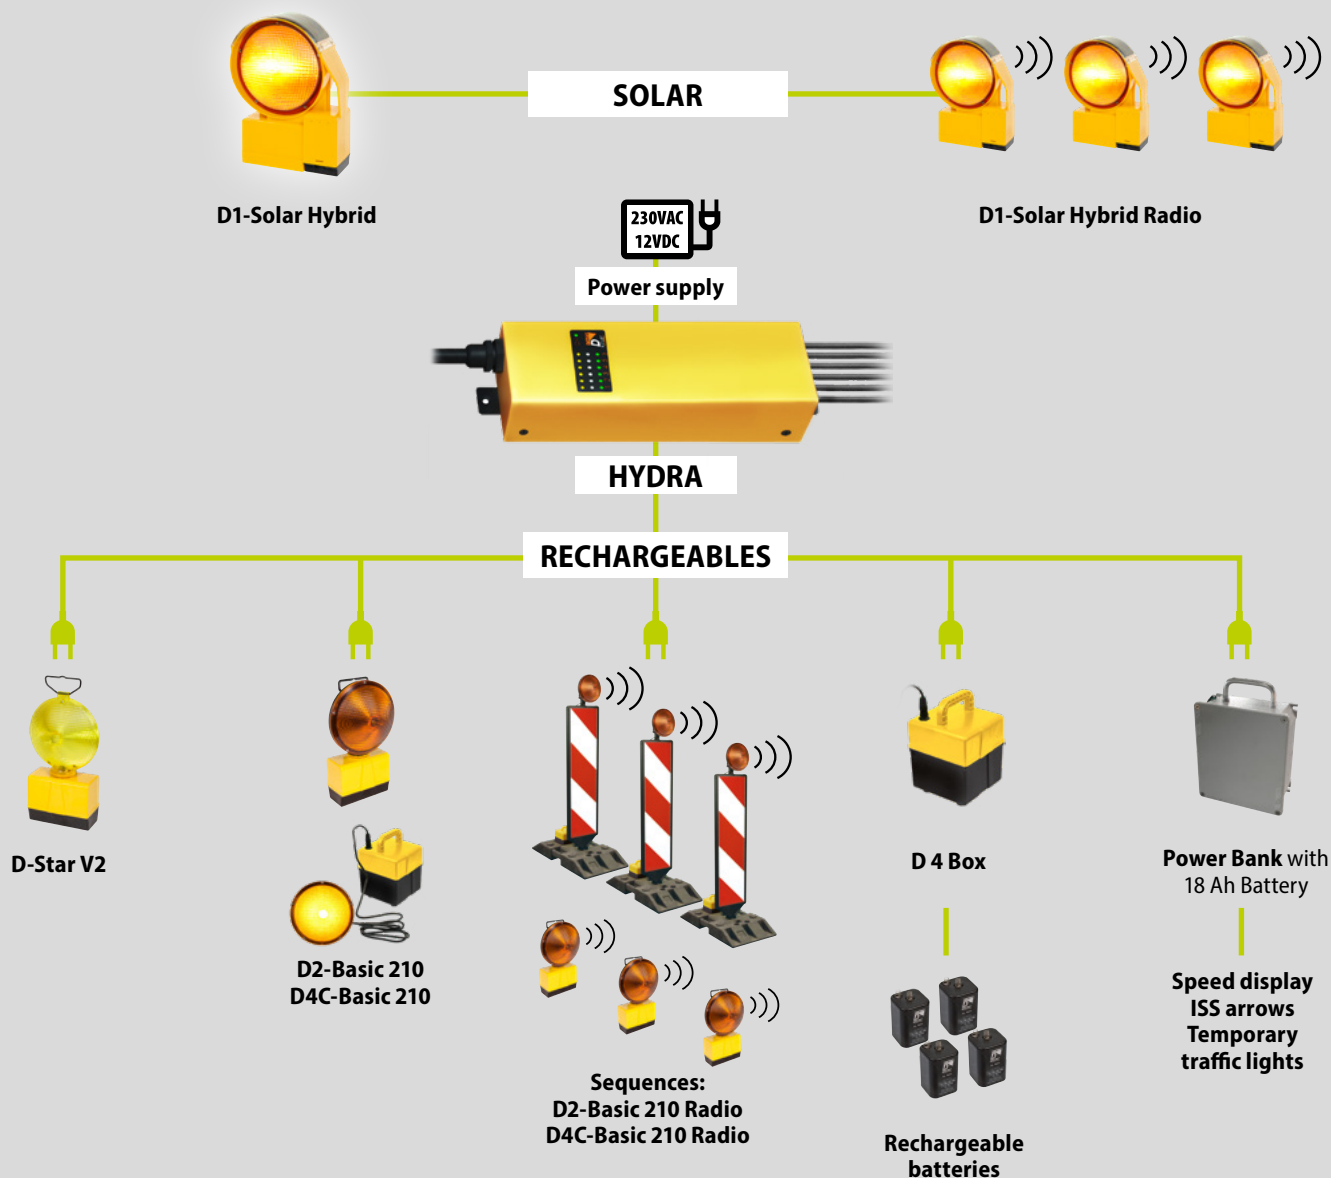 SOLAR
D1-Solar Hybrid
D1-Solar Hybrid Radio
230VAC
12VDC
Power supply
HYDRA
RECHARGEABLES
D-Star V2
D2-Basic 210
D4C-Basic 210
Sequences:
D2-Basic 210 Radio
D4C-Basic 210 Radio
D 4 Box
Rechargeable
batteries
Power Bank with
18 Ah Battery
Speed display
ISS arrows
Temporary
traffic lights